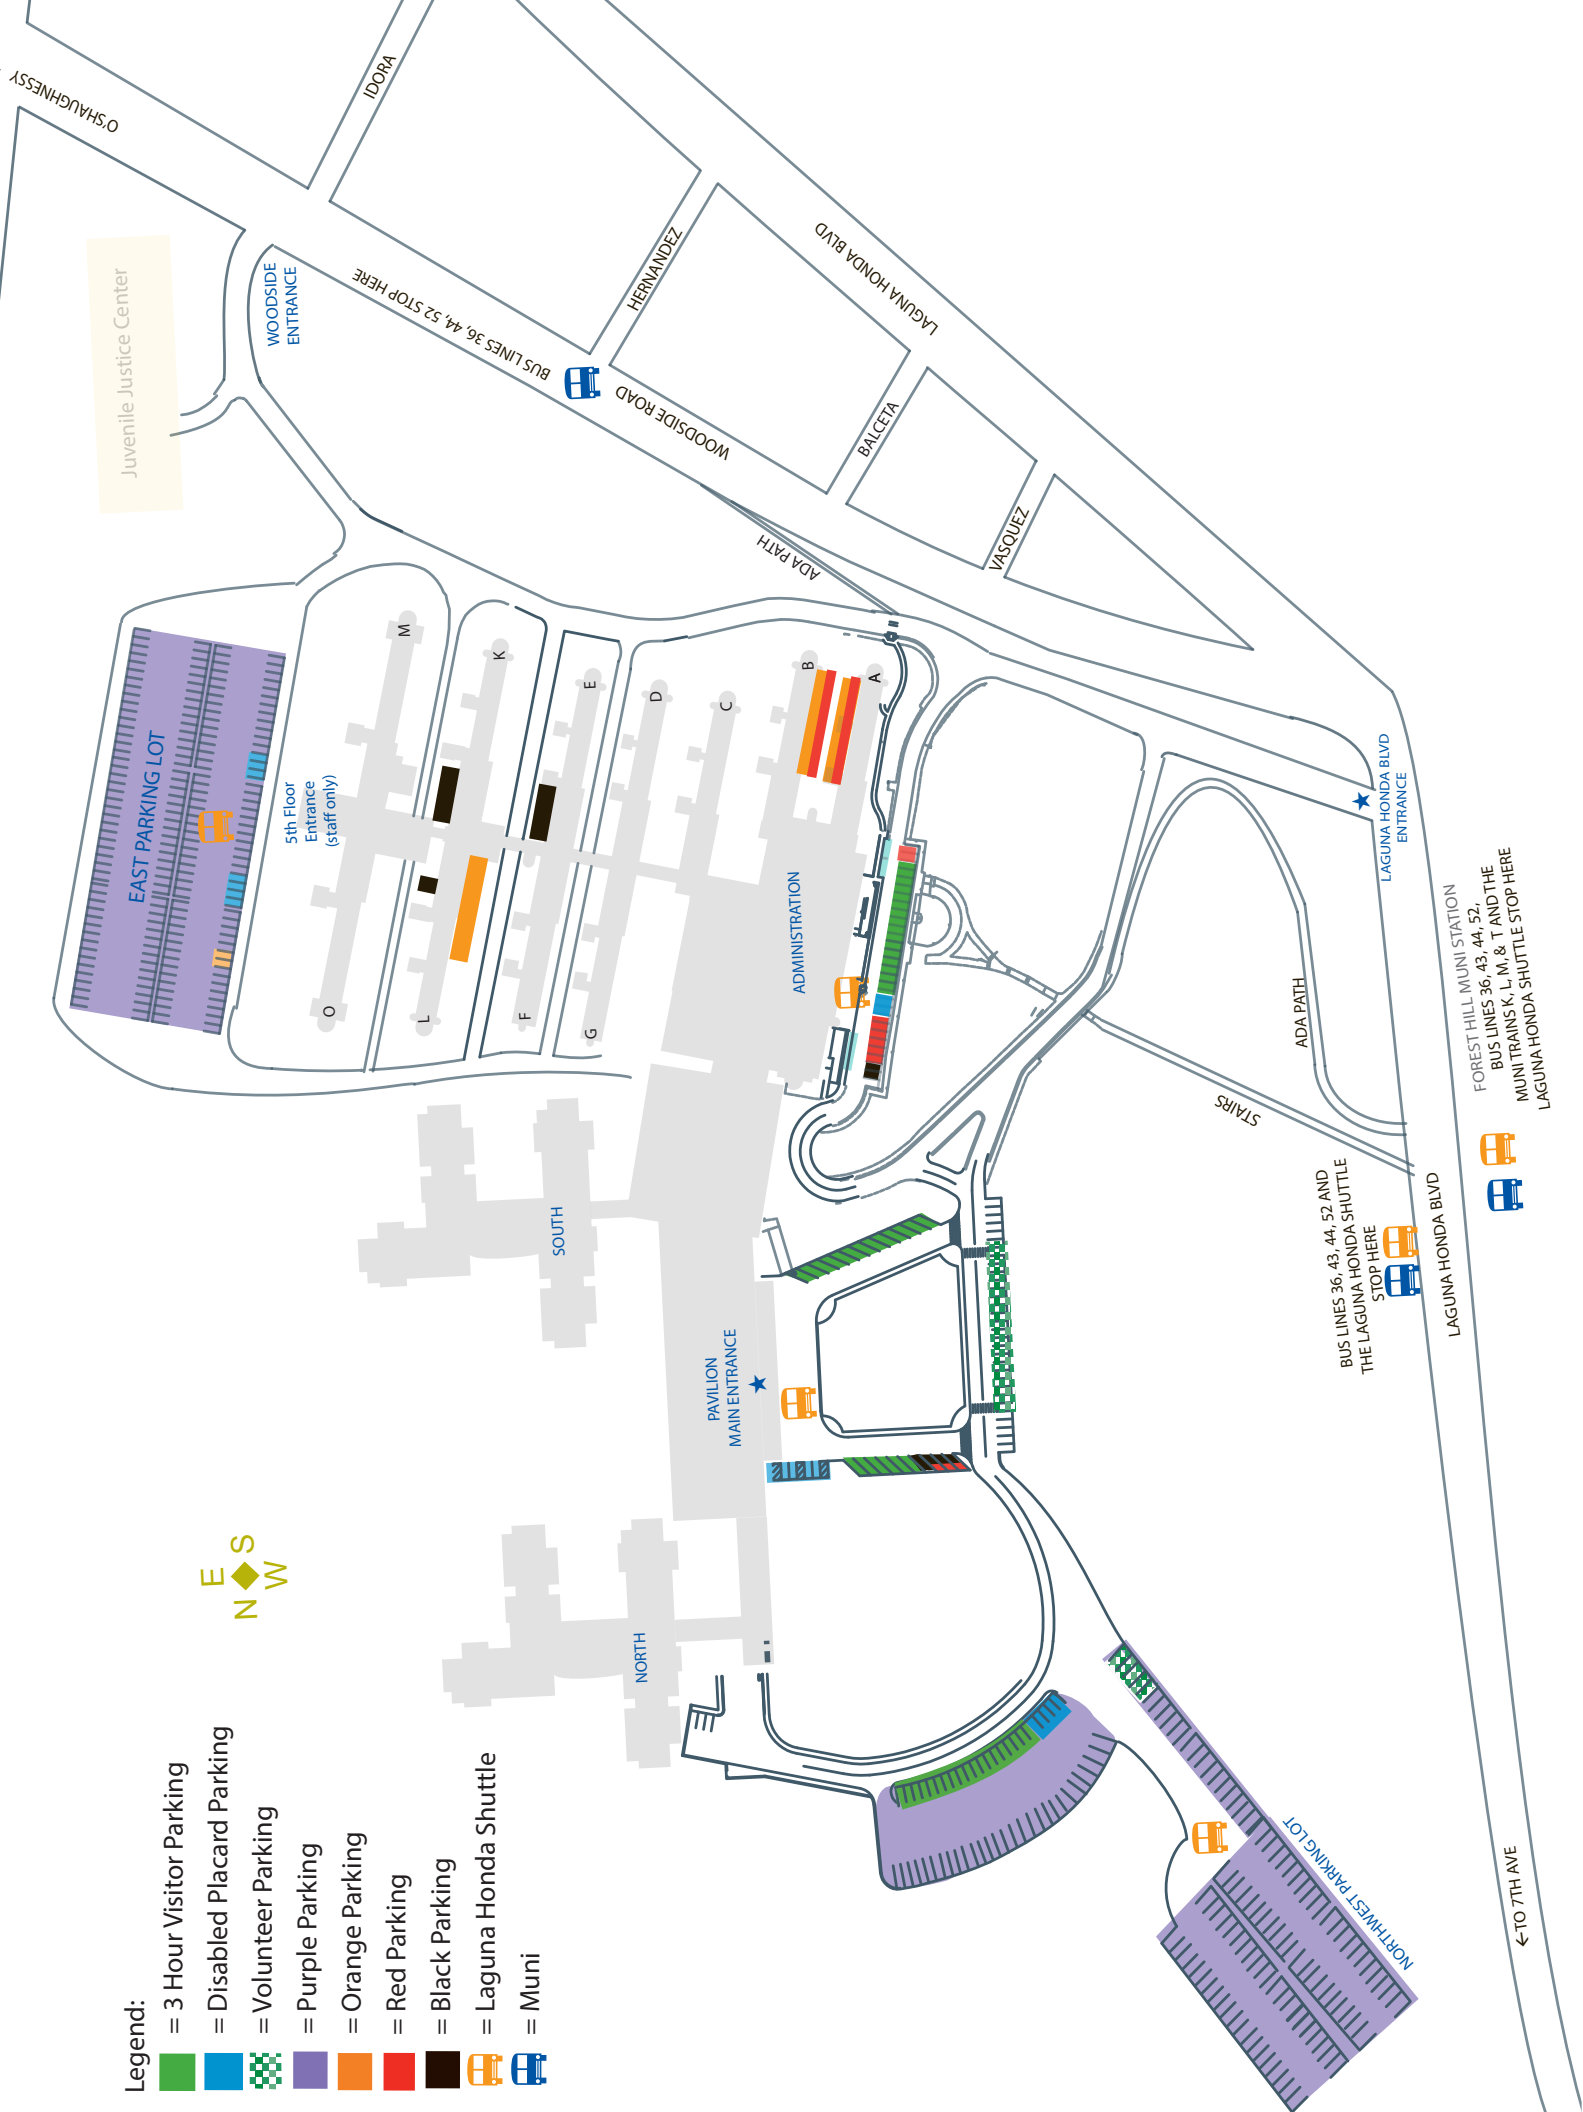 Legend:
= 3 Hour Visitor Parking
= Disabled Placard Parking
= Volunteer Parking
= Purple Parking
= Orange Parking
= Red Parking
= Black Parking
= Laguna Honda Shuttle
= Muni
N
E
S
W
O'SHAUGHNESSY
IDORA
Juvenile Justice Center
WOODSIDE
ENTRANCE
BUS LINES 36, 44, 52 STOP HERE
WOODSIDE ROAD
HERNANDEZ
LAGUNA HONDA BLVD
BALCETA
VASQUEZ
ADA PATH
EAST PARKING LOT
5th Floor
Entrance
(staff only)
M
K
E
D
C
B
A
O
L
F
G
ADMINISTRATION
SOUTH
PAVILION
MAIN ENTRANCE
NORTH
LAGUNA HONDA BLVD
ENTRANCE
ADA PATH
STAIRS
FOREST HILL MUNI STATION
BUS LINES 36, 43, 44, 52,
MUNI TRAINS K, L, M, & T AND THE
LAGUNA HONDA SHUTTLE STOP HERE
BUS LINES 36, 43, 44, 52 AND
THE LAGUNA HONDA SHUTTLE
STOP HERE
LAGUNA HONDA BLVD
NORTHWEST PARKING LOT
←TO 7TH AVE